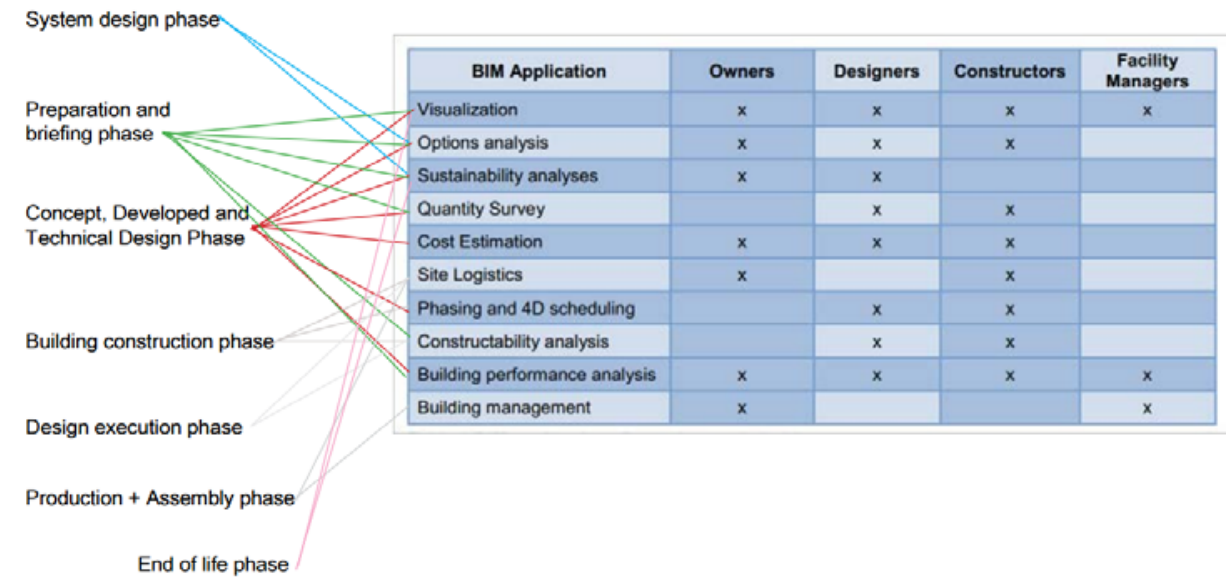 System design phase
Preparation and
briefing phase
Concept, Developed and
Technical Design Phase
Building construction phase
Design execution phase
Production + Assembly phase
End of life phase
BIM Application Owners Designers Constructors Facility Managers
Visualization x x x x
Options analysis x x x
Sustainability analyses x x
Quantity Survey x x
Cost Estimation x x x
Site Logistics x x
Phasing and 4D scheduling x x
Constructability analysis x x
Building performance analysis x x x x
Building management x x